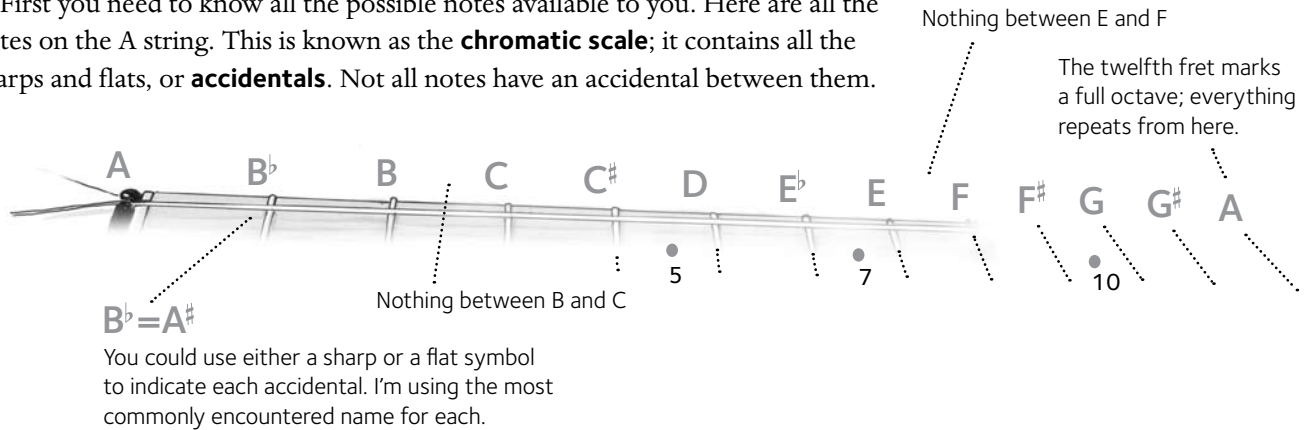 First you need to know all the possible notes available to you. Here are all the
tes on the A string. This is known as the chromatic scale; it contains all the
arps and flats, or accidentals. Not all notes have an accidental between them.
Nothing between E and F
The twelfth fret marks
a full octave; everything
repeats from here.
A B♭ B C C♯ D E♭ E F F♯ G G♯ A
5 7 10
Nothing between B and C
B♭=A♯
You could use either a sharp or a flat symbol
to indicate each accidental. I'm using the most
commonly encountered name for each.